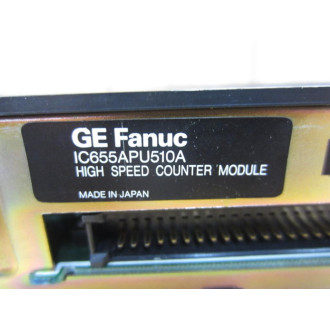 GE Fanuc
IC655APU510A
HIGH SPEED COUNTER MODULE
MADE IN JAPAN